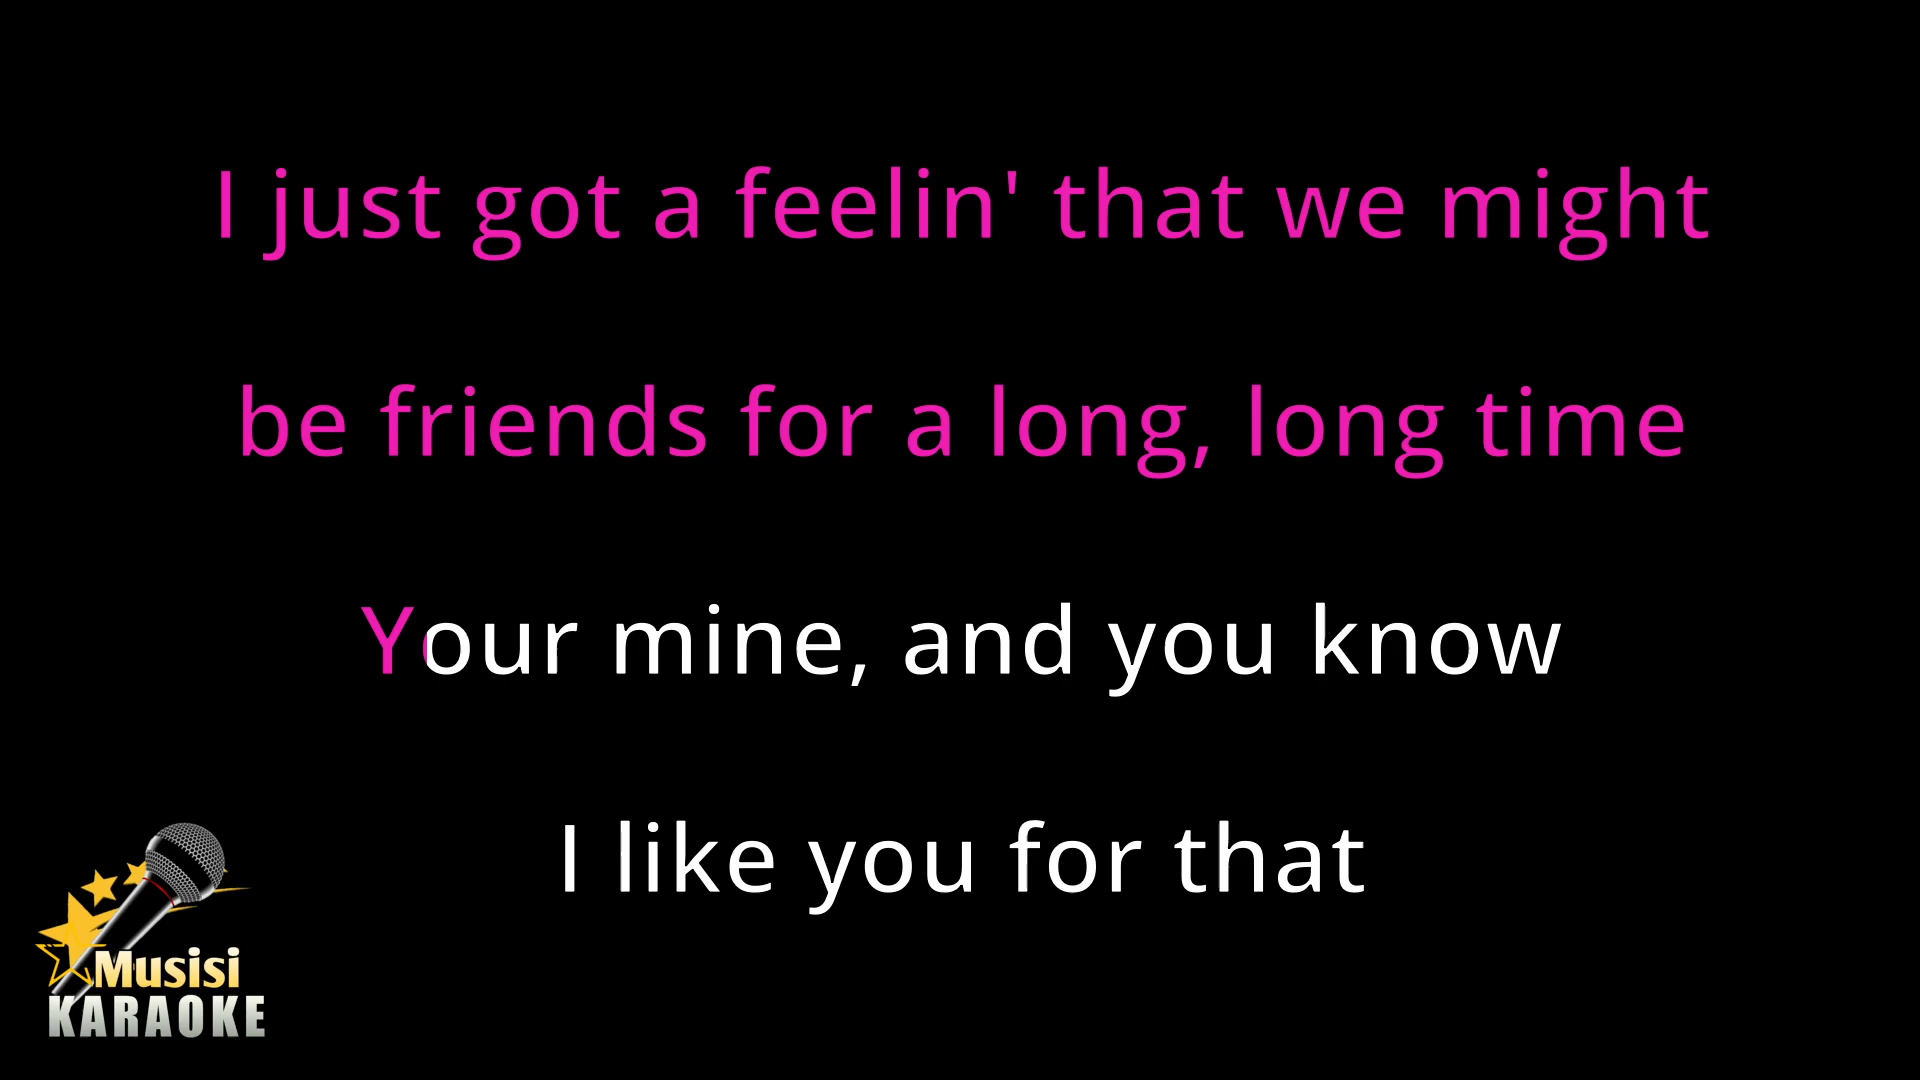 I just got a feelin' that we might
be friends for a long, long time
Your mine, and you know
I like you for that
Musisi
KARAOKE